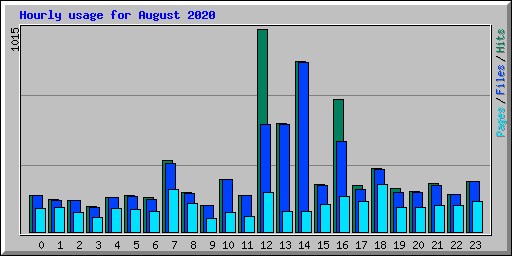 Hourly usage for August 2020
1015
Pages/Files/Hits
0 1 2 3 4 5 6 7 8 9 10 11 12 13 14 15 16 17 18 19 20 21 22 23